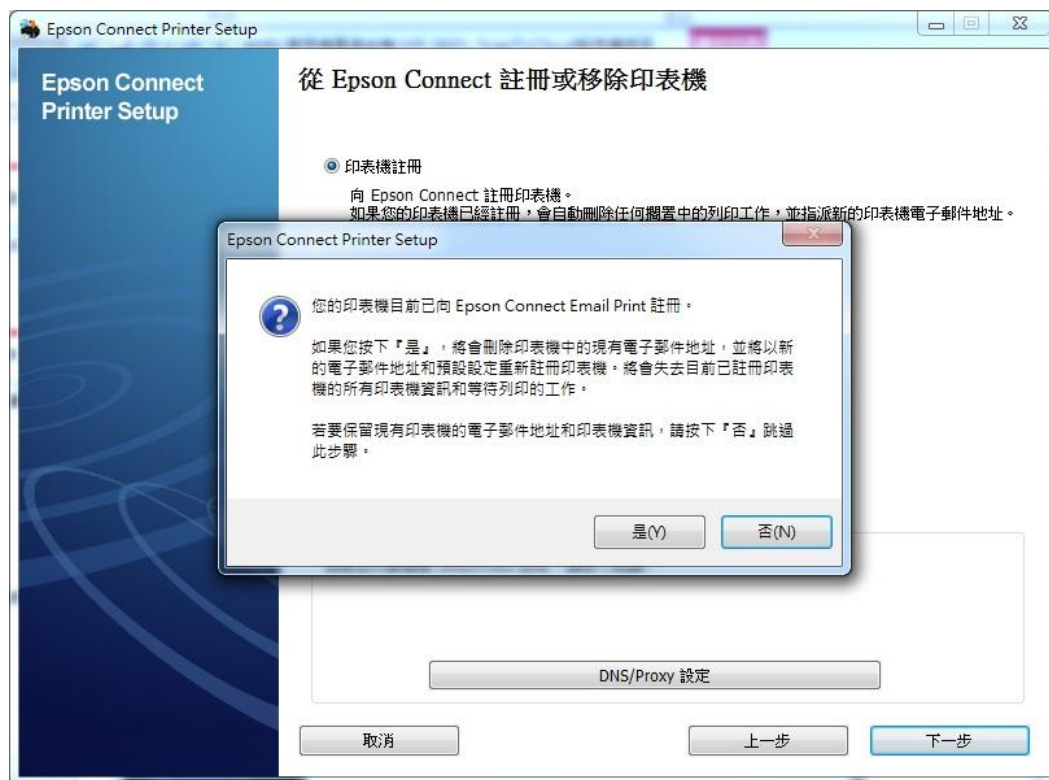 Epson Connect Printer Setup
Epson Connect
Printer Setup
從 Epson Connect 註冊或移除印表機
印表機註冊
向 Epson Connect 註冊印表機。
如果您的印表機已經註冊，會自動刪除任何擱置中的列印工作，並指派新的印表機電子郵件地址。
Epson Connect Printer Setup
您的印表機目前已向 Epson Connect Email Print 註冊。
如果您按下『是』，將會刪除印表機中的現有電子郵件地址，並將以新
的電子郵件地址和預設設定重新註冊印表機。將會失去目前已註冊印表
機的所有印表機資訊和等待列印的工作。
若要保留現有印表機的電子郵件地址和印表機資訊，請按下『否』跳過
此步驟。
是(Y)
否(N)
DNS/Proxy 設定
取消
上一步
下一步